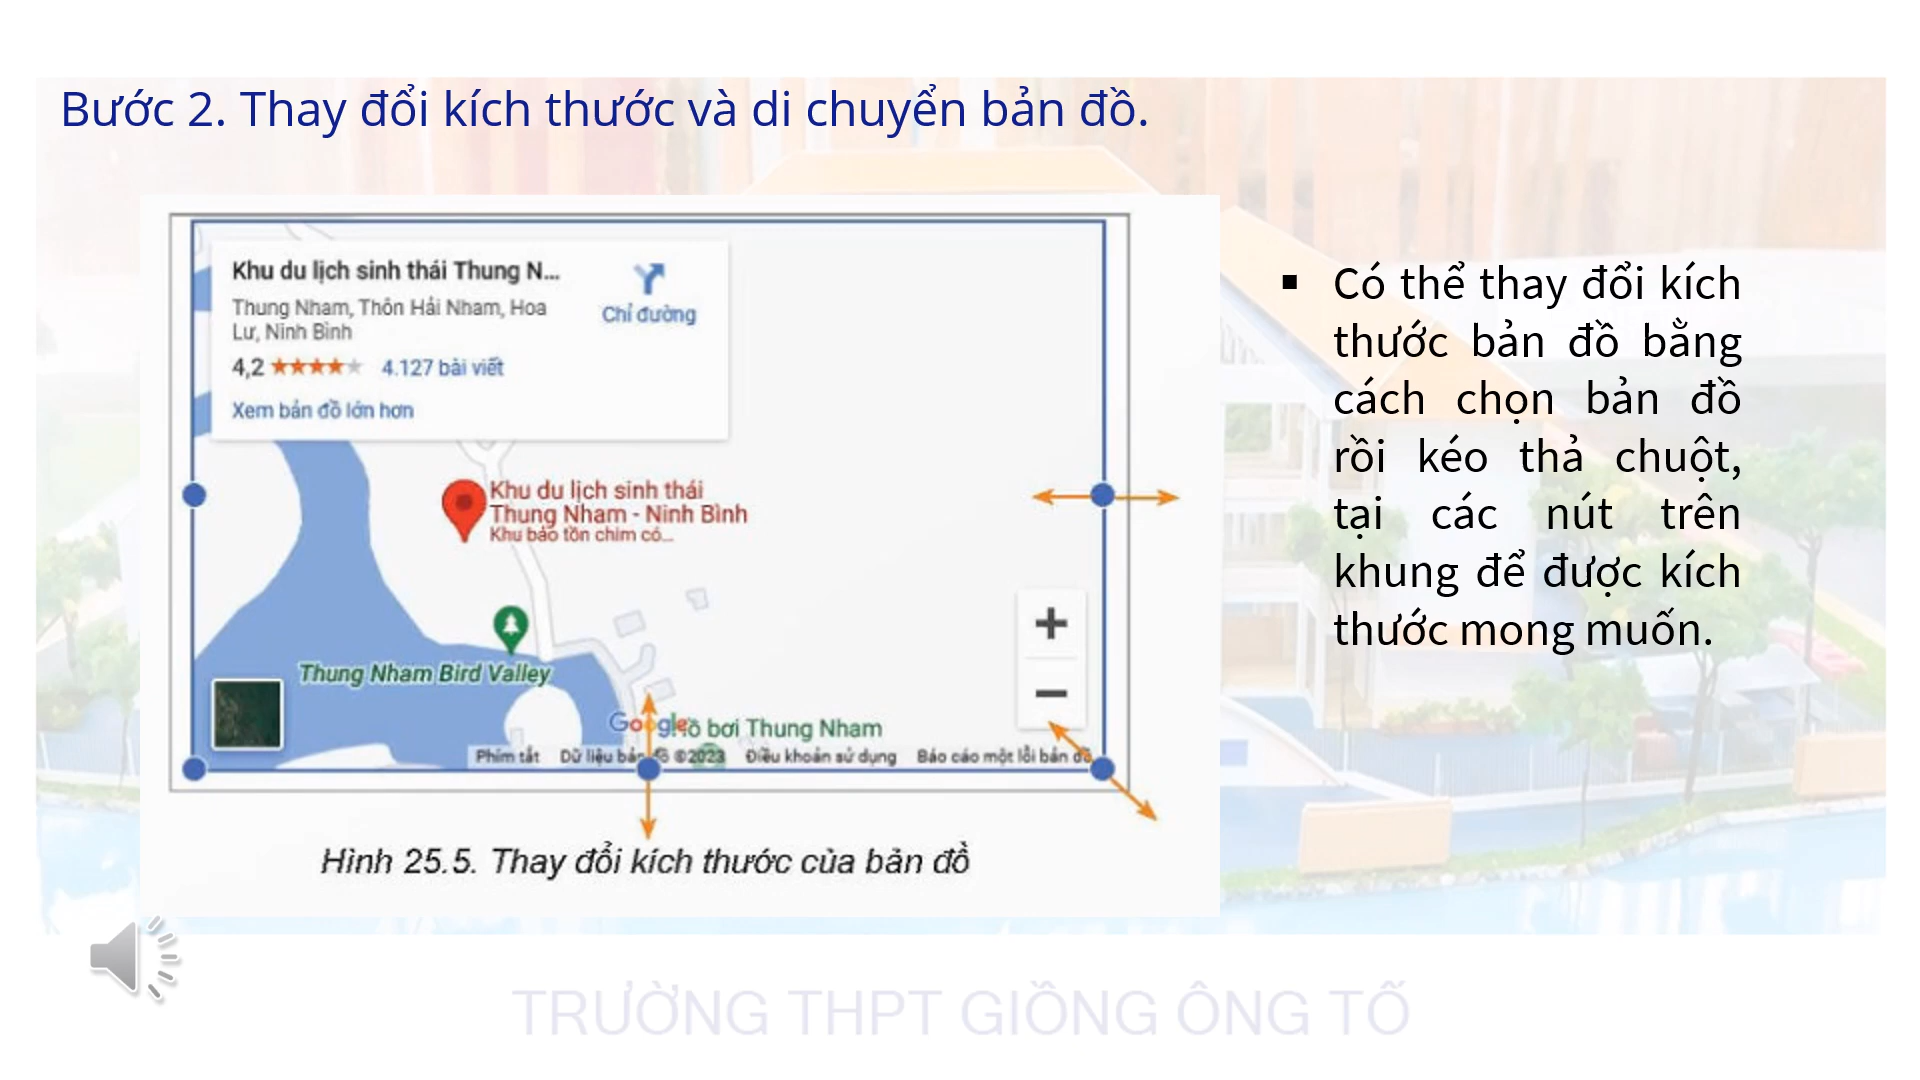 Bước 2. Thay đổi kích thước và di chuyển bản đồ.
Khu du lịch sinh thái Thung N...
Thung Nham, Thôn Hải Nham, Hoa
Lư, Ninh Bình
Chỉ đường
4,2
4.127 bài viết
Xem bản đồ lớn hơn
Khu du lịch sinh thái
Thung Nham - Ninh Bình
Khu bảo tồn chim có...
Thung Nham Bird Valley
Google
bơi Thung Nham
Phím tắt
Dữ liệu bản đồ ©2023
Điều khoản sử dụng
Báo cáo một lỗi bản đồ
Hình 25.5. Thay đổi kích thước của bản đồ
▪ Có thể thay đổi kích
thước bản đồ bằng
cách chọn bản đồ
rồi kéo thả chuột,
tại các nút trên
khung để được kích
thước mong muốn.
TRƯỜNG THPT GIỒNG ÔNG TỐ